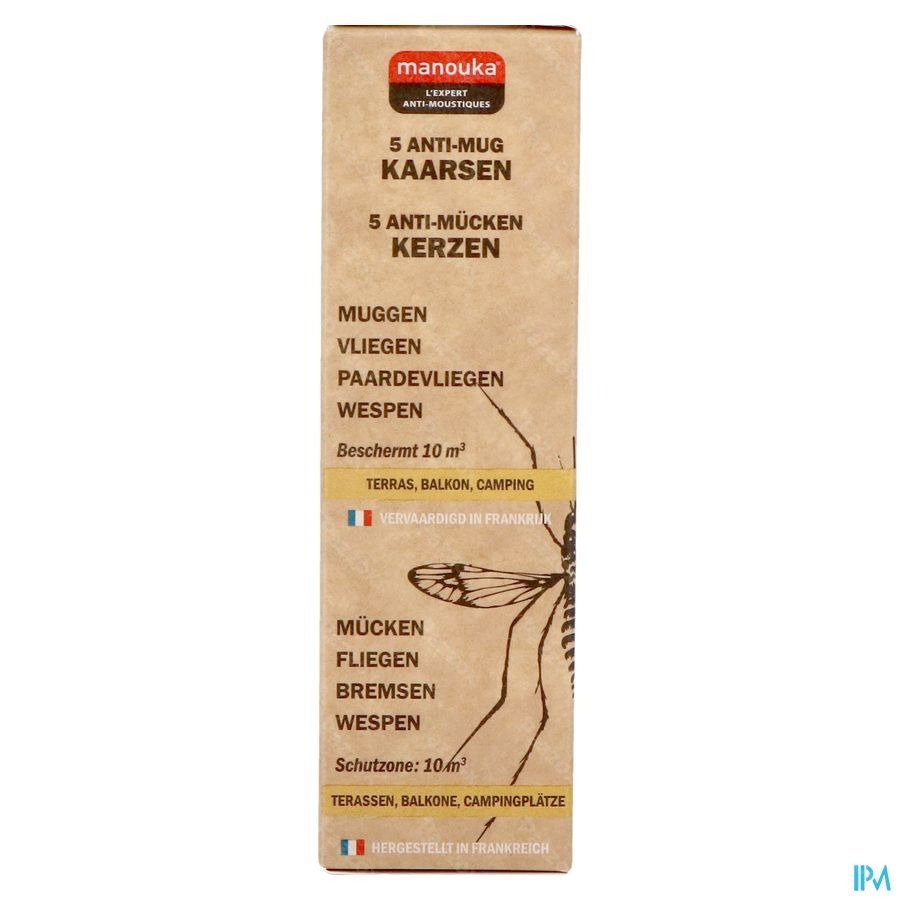 manouka®
L'EXPERT
ANTI-MOUSTIQUES
5 ANTI-MUG
KAARSEN
5 ANTI-MÜCKEN
KERZEN
MUGGEN
VLIEGEN
PAARDEVLIEGEN
WESPEN
Beschermt 10 m³
TERRAS, BALKON, CAMPING
VERVAARDIGD IN FRANKRIJK
MÜCKEN
FLIEGEN
BREMSEN
WESPEN
Schutzone: 10 m³
TERASSEN, BALKONE, CAMPINGPLÄTZE
HERGESTELLT IN FRANKREICH
IPM